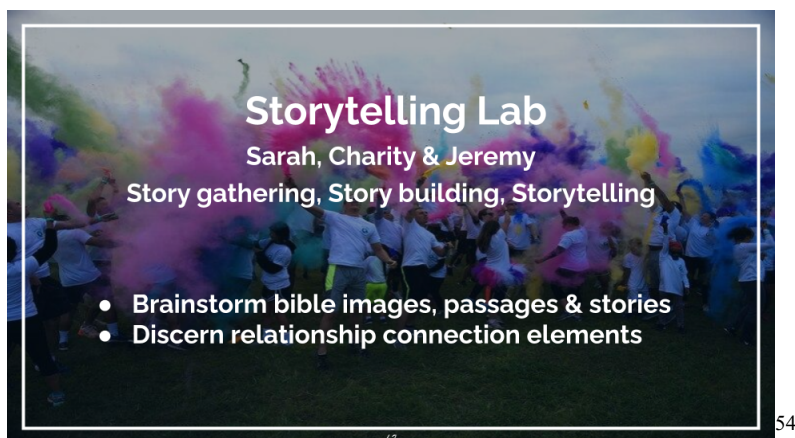 Storytelling Lab
Sarah, Charity & Jeremy
Story gathering, Story building, Storytelling
● Brainstorm bible images, passages & stories
● Discern relationship connection elements
54